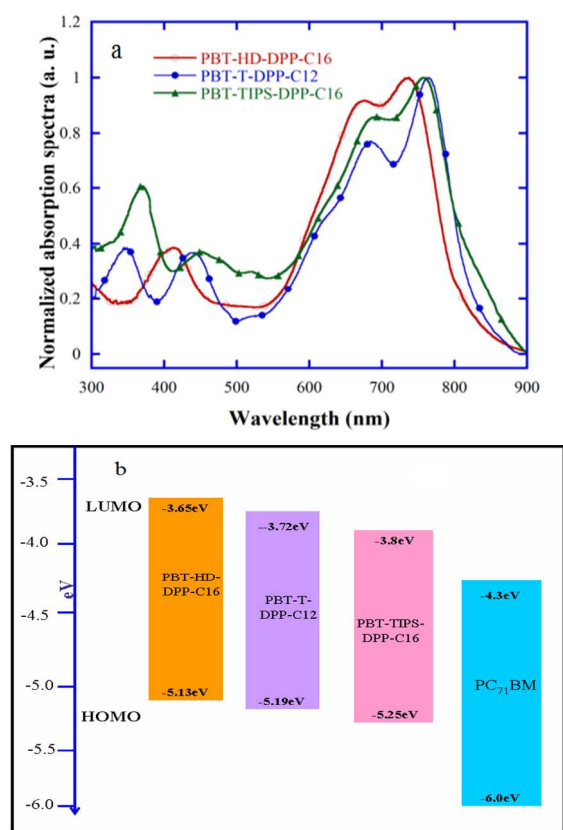 a
PBT-HD-DPP-C16
PBT-T-DPP-C12
PBT-TIPS-DPP-C16
Normalized absorption spectra (a. u.)
1.2
1
0.8
0.6
0.4
0.2
0
300 400 500 600 700 800 900
Wavelength (nm)
b
-3.5
-4.0
eV
-4.5
-5.0
-5.5
-6.0
LUMO
HOMO
-3.65eV
PBT-HD-
DPP-C16
-5.13eV
--3.72eV
PBT-T-
DPP-C12
-5.19eV
-3.8eV
PBT-TIPS-
DPP-C16
-5.25eV
-4.3eV
PC₇₁BM
-6.0eV